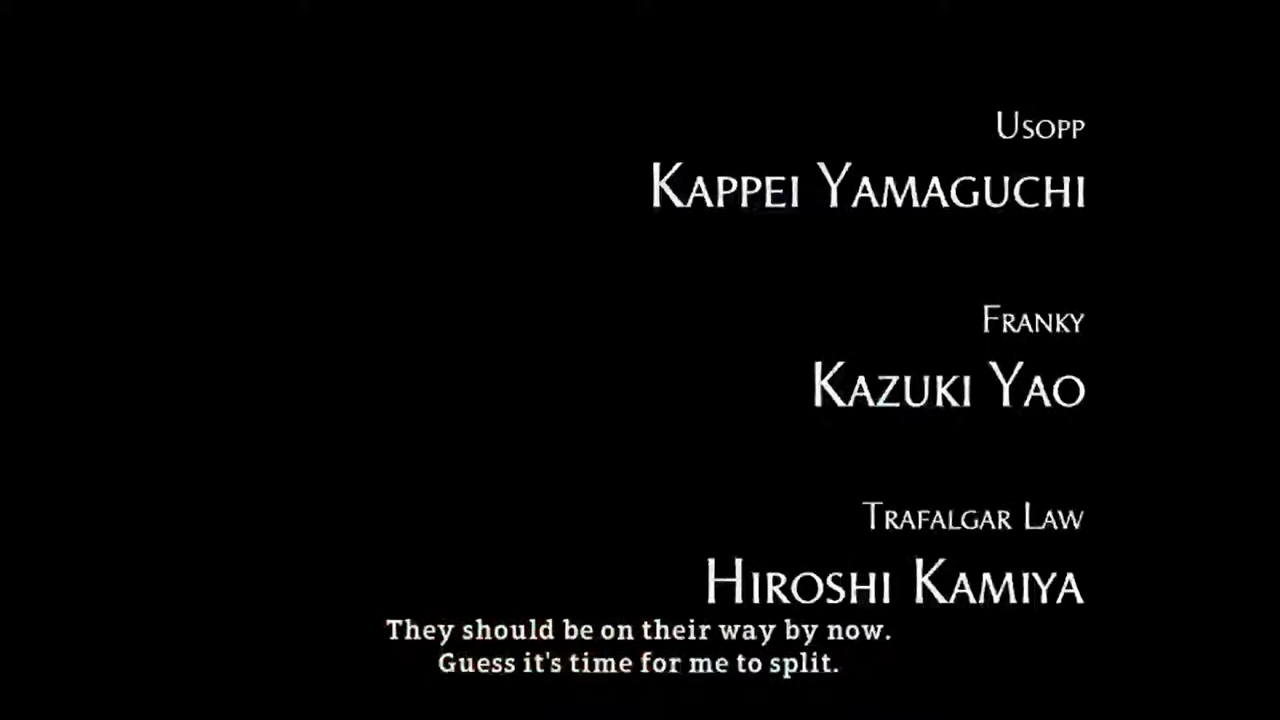 Usopp
Kappei Yamaguchi
Franky
Kazuki Yao
Trafalgar Law
Hiroshi Kamiya
They should be on their way by now.
Guess it's time for me to split.